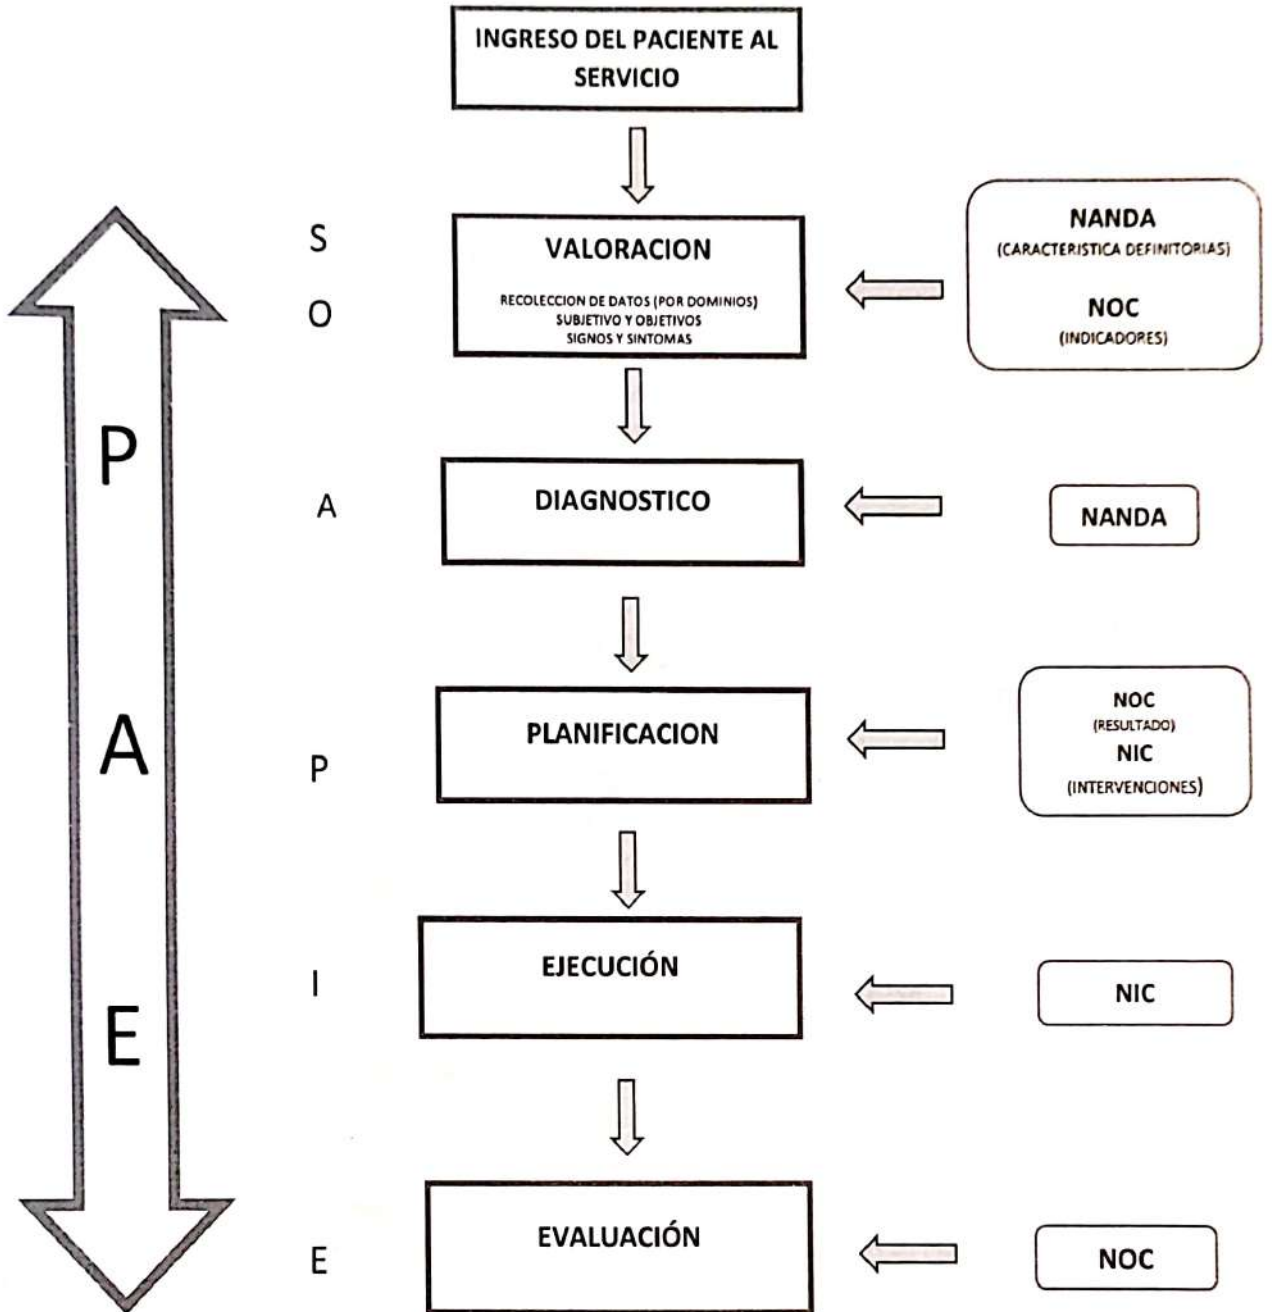 INGRESO DEL PACIENTE AL
SERVICIO
S
O
VALORACION
RECOLECCION DE DATOS (POR DOMINIOS)
SUBJETIVO Y OBJETIVOS
SIGNOS Y SINTOMAS
NANDA
(CARACTERISTICA DEFINITORIAS)
NOC
(INDICADORES)
P
A
E
A
DIAGNOSTICO
NANDA
P
PLANIFICACION
NOC
(RESULTADO)
NIC
(INTERVENCIONES)
I
EJECUCIÓN
NIC
E
EVALUACIÓN
NOC